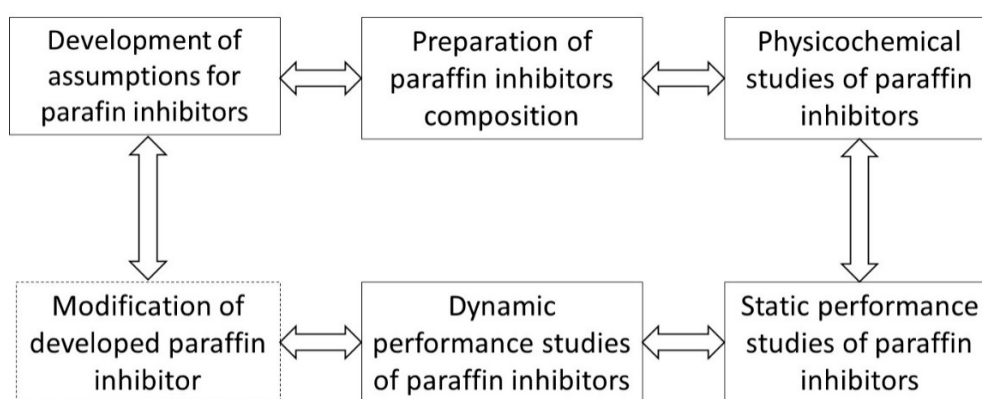 Development of
assumptions for
parafin inhibitors
Preparation of
paraffin inhibitors
composition
Physicochemical
studies of paraffin
inhibitors
Modification of
developed paraffin
inhibitor
Dynamic
performance studies
of paraffin inhibitors
Static performance
studies of paraffin
inhibitors